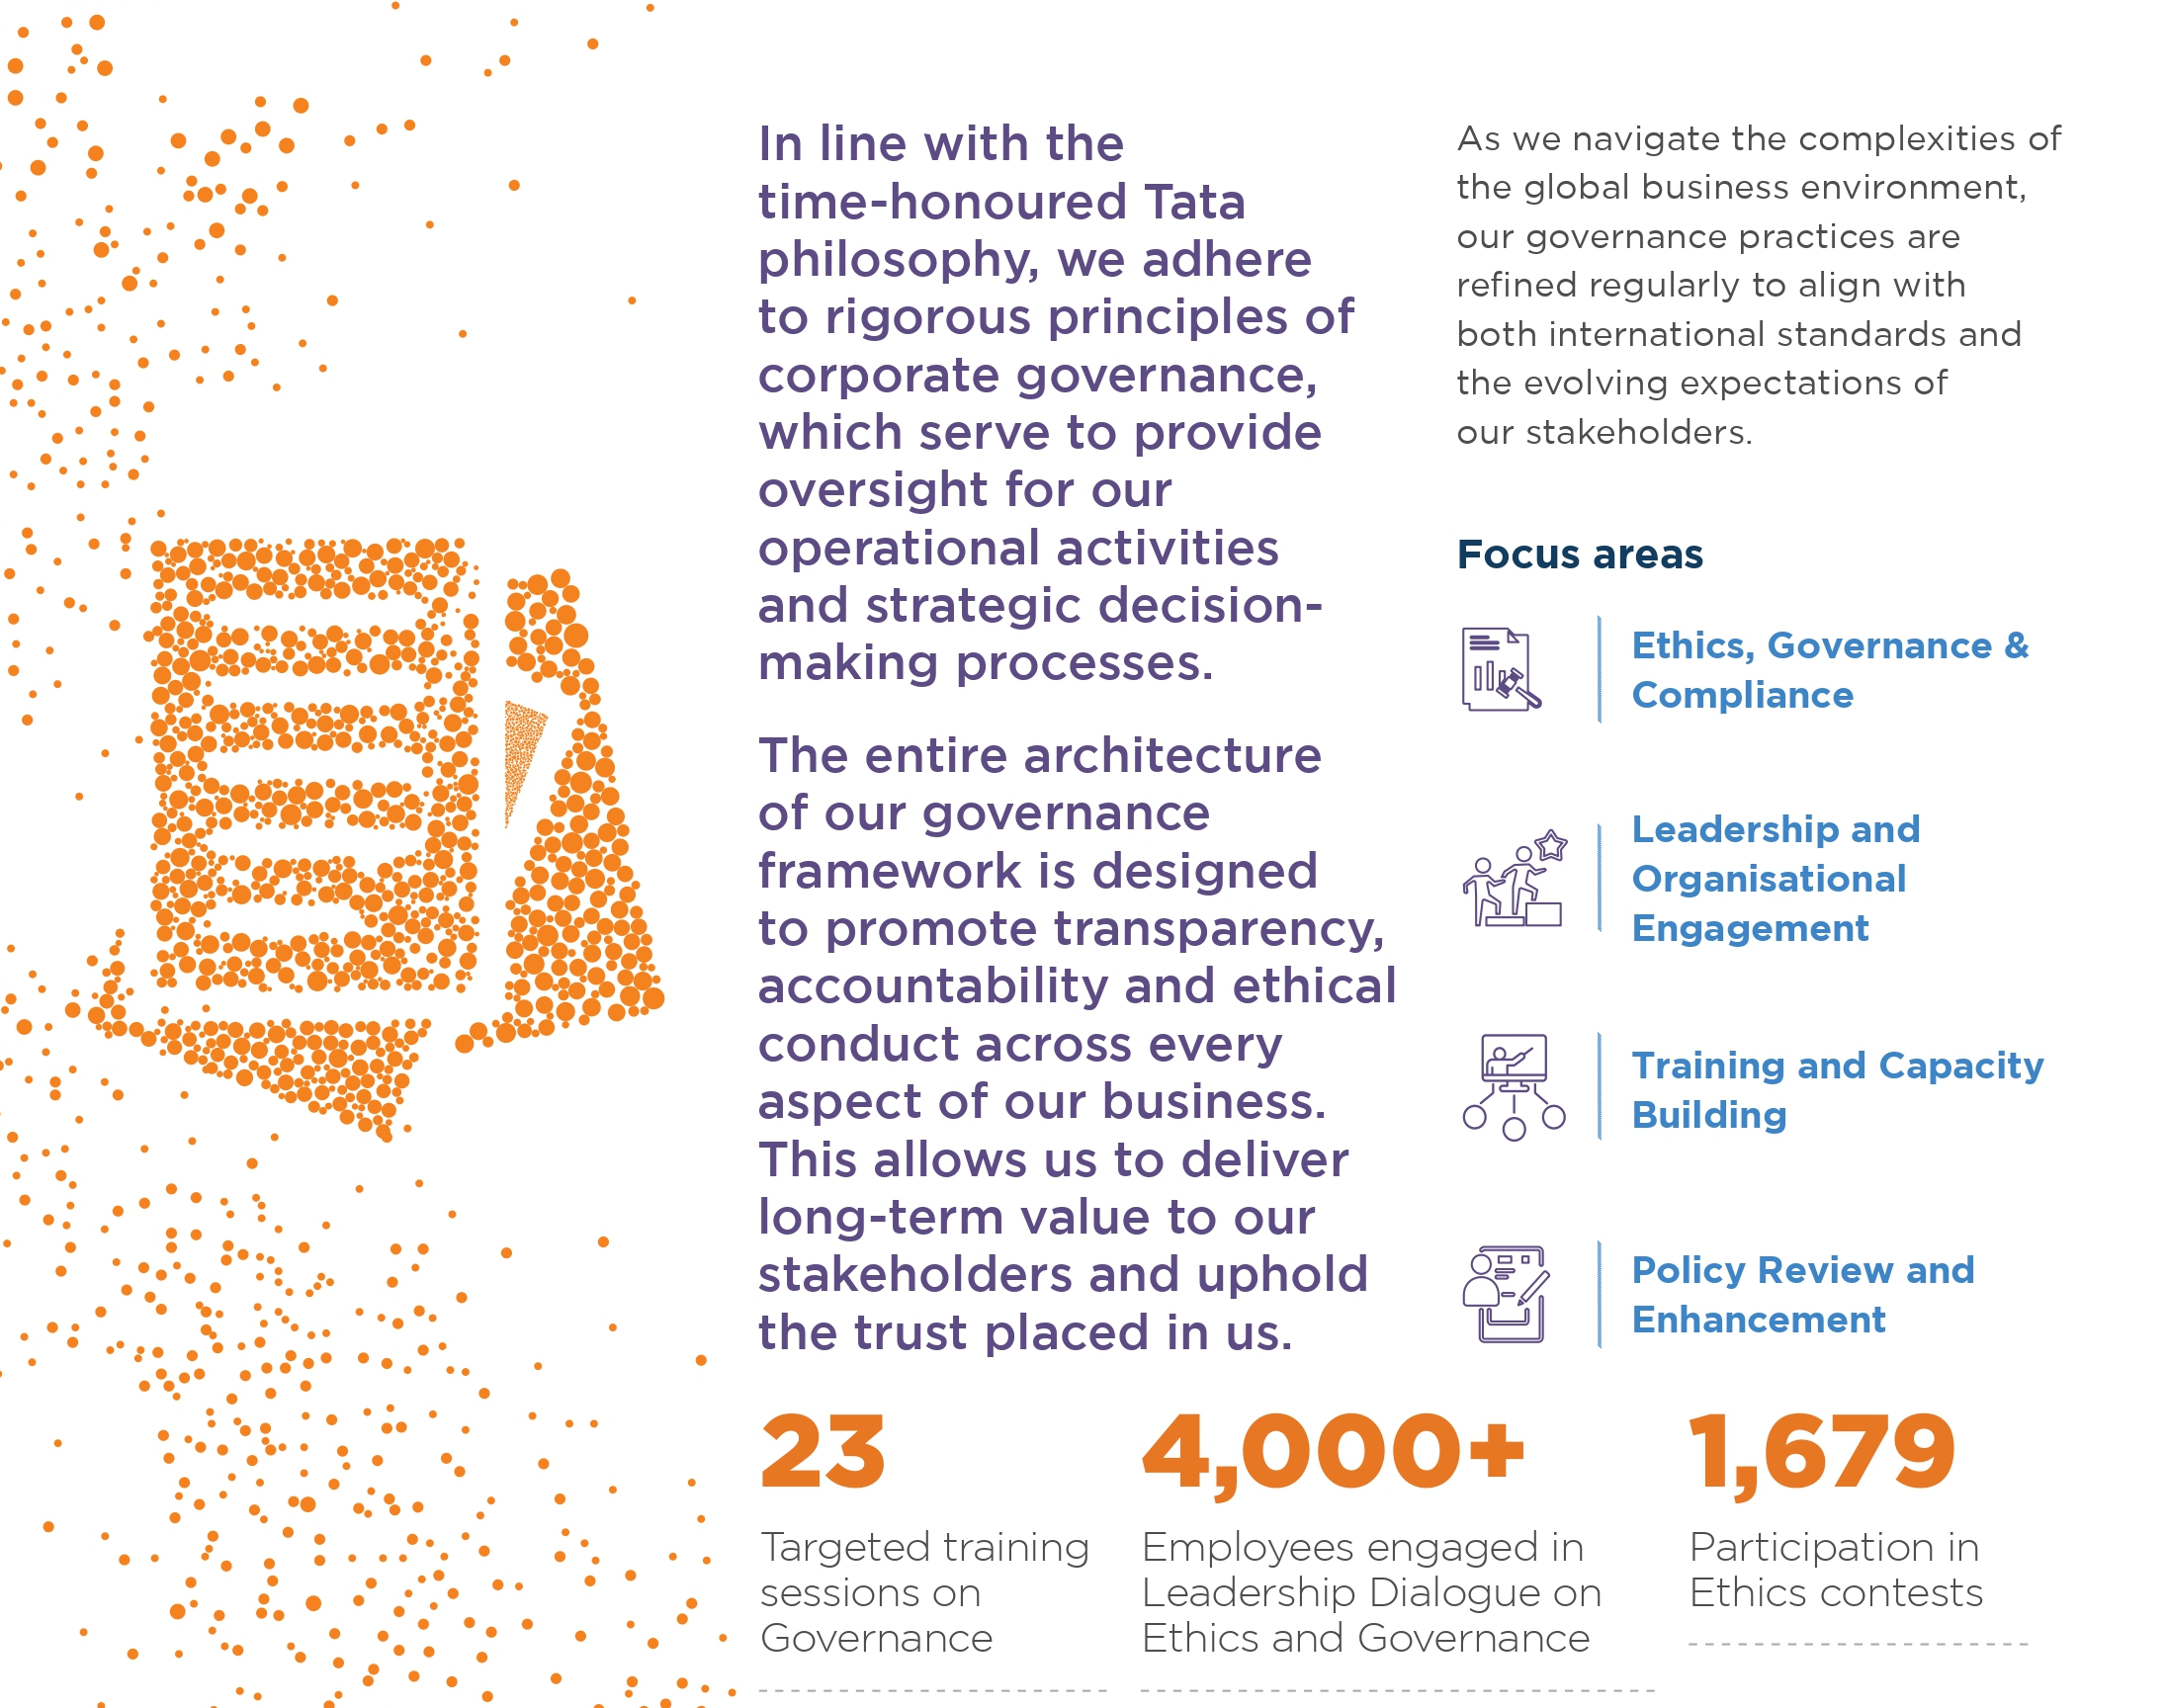 In line with the
time-honoured Tata
philosophy, we adhere
to rigorous principles of
corporate governance,
which serve to provide
oversight for our
operational activities
and strategic decision-
making processes.
The entire architecture
of our governance
framework is designed
to promote transparency,
accountability and ethical
conduct across every
aspect of our business.
This allows us to deliver
long-term value to our
stakeholders and uphold
the trust placed in us.
As we navigate the complexities of
the global business environment,
our governance practices are
refined regularly to align with
both international standards and
the evolving expectations of
our stakeholders.
Focus areas
Ethics, Governance &
Compliance
Leadership and
Organisational
Engagement
Training and Capacity
Building
Policy Review and
Enhancement
23
Targeted training
sessions on
Governance
4,000+
Employees engaged in
Leadership Dialogue on
Ethics and Governance
1,679
Participation in
Ethics contests